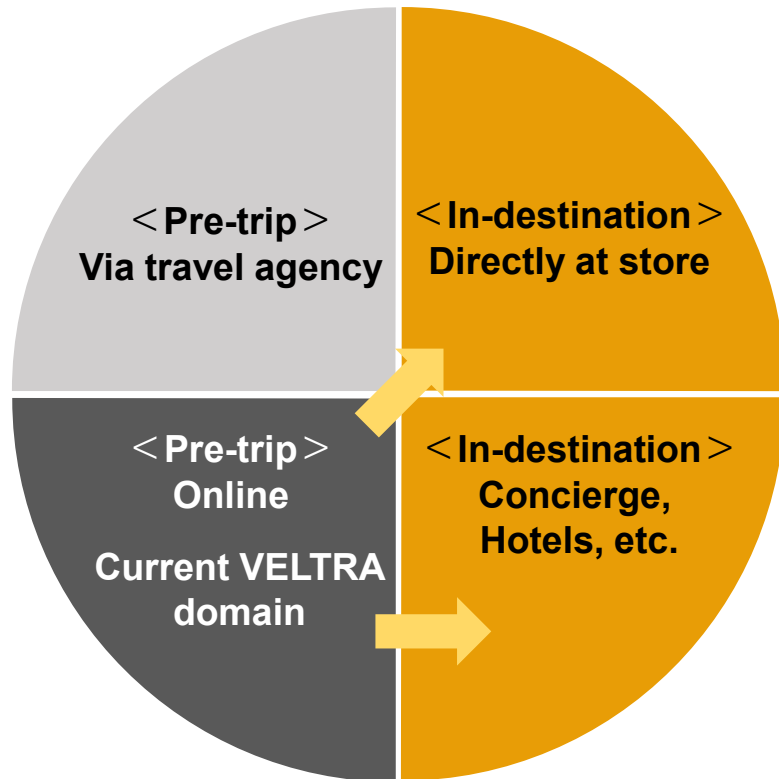 ＜Pre-trip＞
Via travel agency
＜In-destination＞
Directly at store
＜Pre-trip＞
Online
Current VELTRA
domain
＜In-destination＞
Concierge,
Hotels, etc.